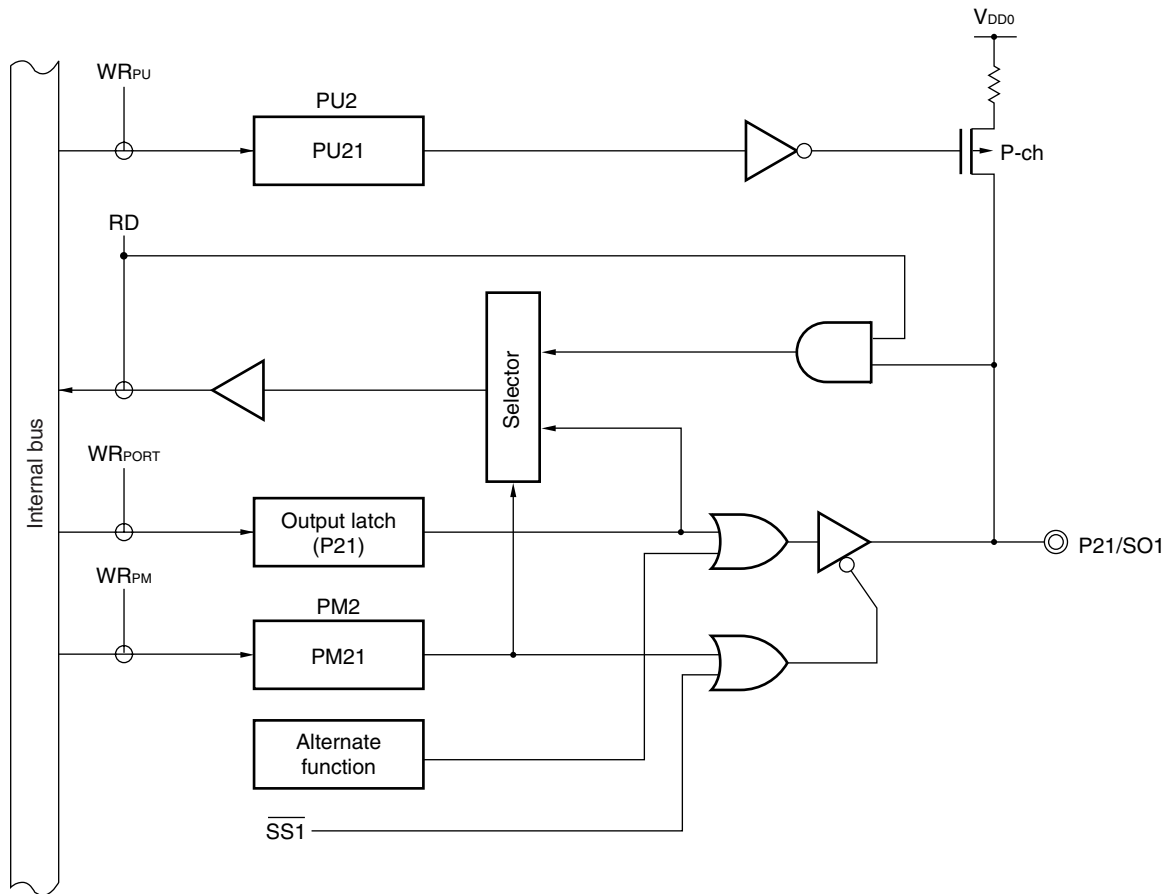 VDD0
WRPU
PU2
PU21
P-ch
RD
Selector
Internal bus
WRPORT
Output latch
(P21)
P21/SO1
WRPM
PM2
PM21
Alternate
function
S̅S̅1̅